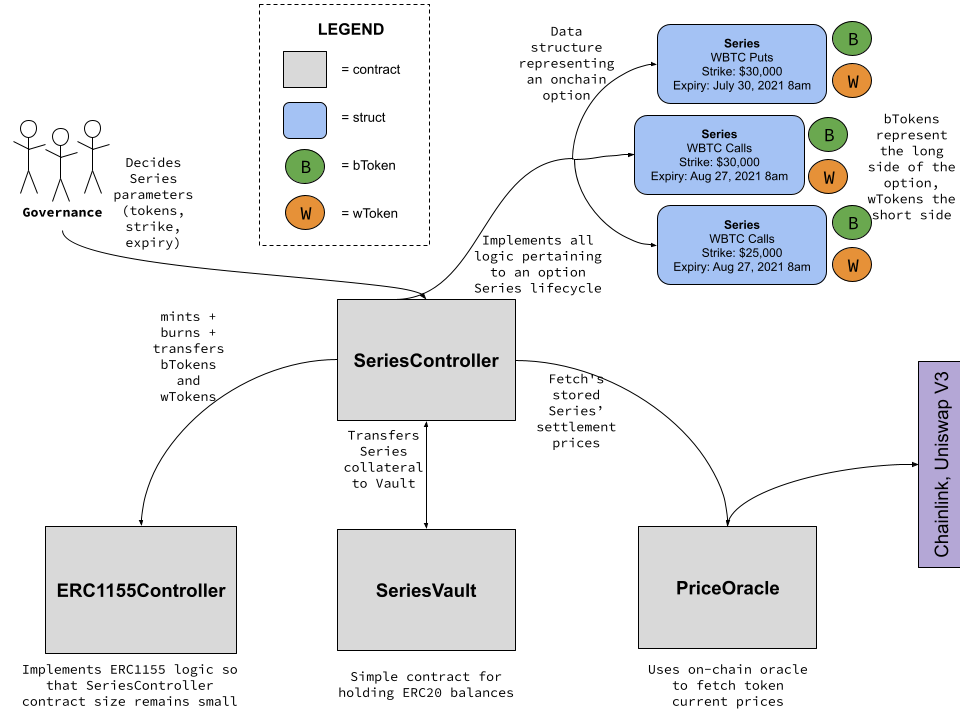 LEGEND
= contract
= struct
B
= bToken
W
= wToken
Data
structure
representing
an onchain
option
Series
WBTC Puts
Strike: $30,000
Expiry: July 30, 2021 8am
B
W
Series
WBTC Calls
Strike: $30,000
Expiry: Aug 27, 2021 8am
B
W
Series
WBTC Calls
Strike: $25,000
Expiry: Aug 27, 2021 8am
B
W
bTokens
represent
the long
side of the
option,
wTokens the
short side
Governance
Decides
Series
parameters
(tokens,
strike,
expiry)
Implements all
logic pertaining
to an option
Series lifecycle
mints +
burns +
transfers
bTokens
and
wTokens
SeriesController
Fetch's
stored
Series’
settlement
prices
Transfers
Series
collateral
to Vault
Chainlink, Uniswap V3
ERC1155Controller
SeriesVault
PriceOracle
Implements ERC1155 logic so
that SeriesController
contract size remains small
Simple contract for
holding ERC20 balances
Uses on-chain oracle
to fetch token
current prices